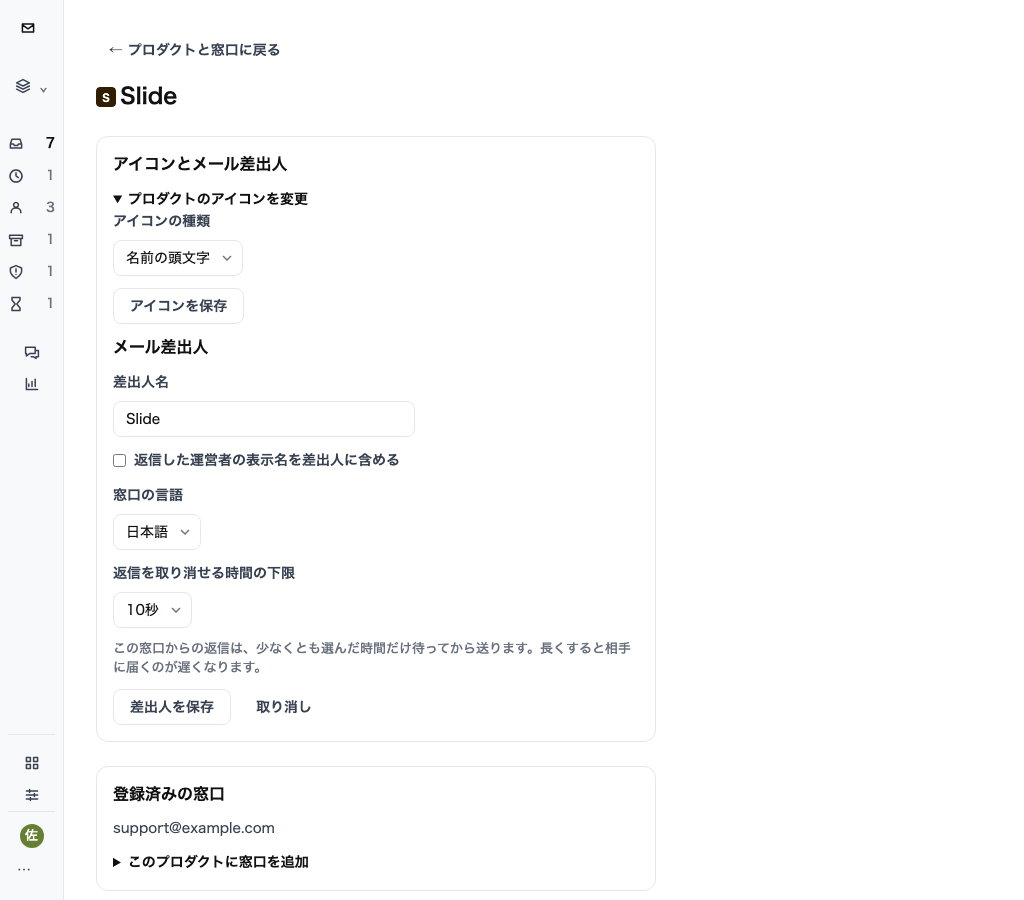 ← プロダクトと窓口に戻る
S Slide
7
1
3
1
1
1
アイコンとメール差出人
▼ プロダクトのアイコンを変更
アイコンの種類
名前の頭文字
アイコンを保存
メール差出人
差出人名
Slide
返信した運営者の表示名を差出人に含める
窓口の言語
日本語
返信を取り消せる時間の下限
10秒
この窓口からの返信は、少なくとも選んだ時間だけ待ってから送ります。長くすると相手
に届くのが遅くなります。
差出人を保存 取り消し
登録済みの窓口
support@example.com
▶ このプロダクトに窓口を追加
佐
…